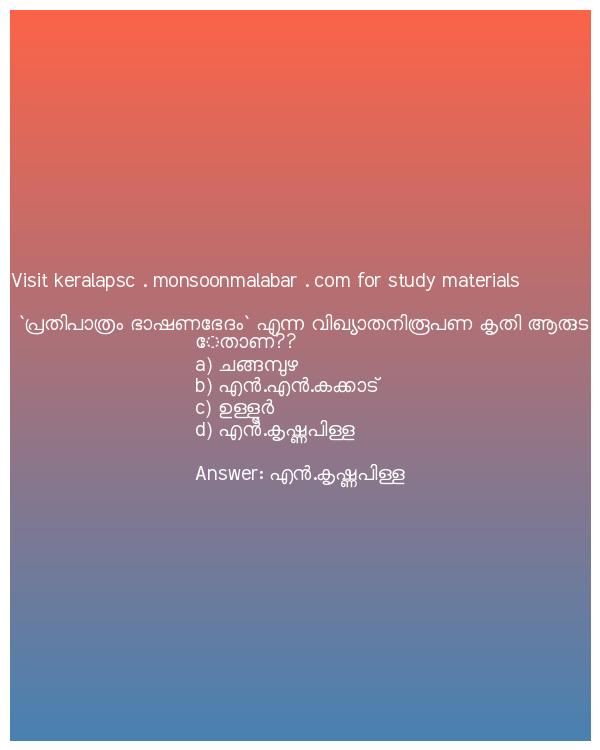 Visit keralapsc . monsoonmalabar . com for study materials
`പ്രതിപാത്രം ഭാഷണഭേദം` എന്ന വിഖ്യാതനിരൂപണ കൃതി ആരുട
േതാണ്??
a) ചങ്ങമ്പുഴ
b) എൻ.എൻ.കക്കാട്
c) ഉള്ളൂർ
d) എൻ.കൃഷ്ണപിള്ള
Answer: എൻ.കൃഷ്ണപിള്ള